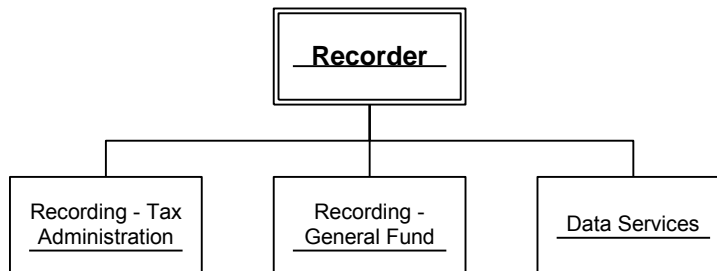 Recorder
Recording - Tax
Administration
Recording -
General Fund
Data Services